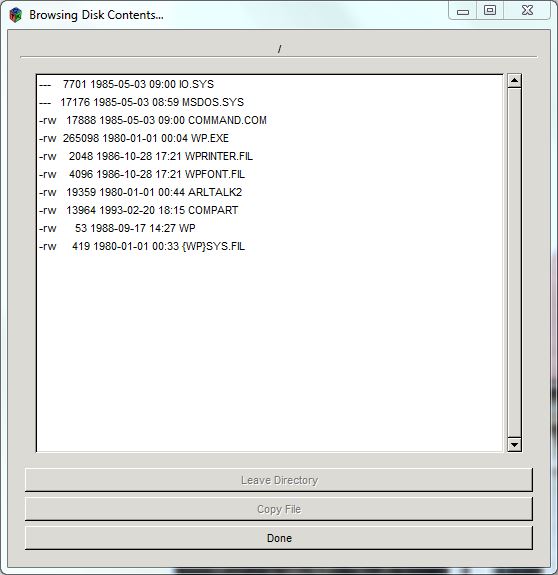 Browsing Disk Contents...
/
--- 7701 1985-05-03 09:00 IO.SYS
--- 17176 1985-05-03 08:59 MSDOS.SYS
-rw 17888 1985-05-03 09:00 COMMAND.COM
-rw 265098 1980-01-01 00:04 WP.EXE
-rw 2048 1986-10-28 17:21 WPRINTER.FIL
-rw 4096 1986-10-28 17:21 WPFONT.FIL
-rw 19359 1980-01-01 00:44 ARLTALK2
-rw 13964 1993-02-20 18:15 COMPART
-rw 53 1988-09-17 14:27 WP
-rw 419 1980-01-01 00:33 {WP}SYS.FIL
Leave Directory
Copy File
Done